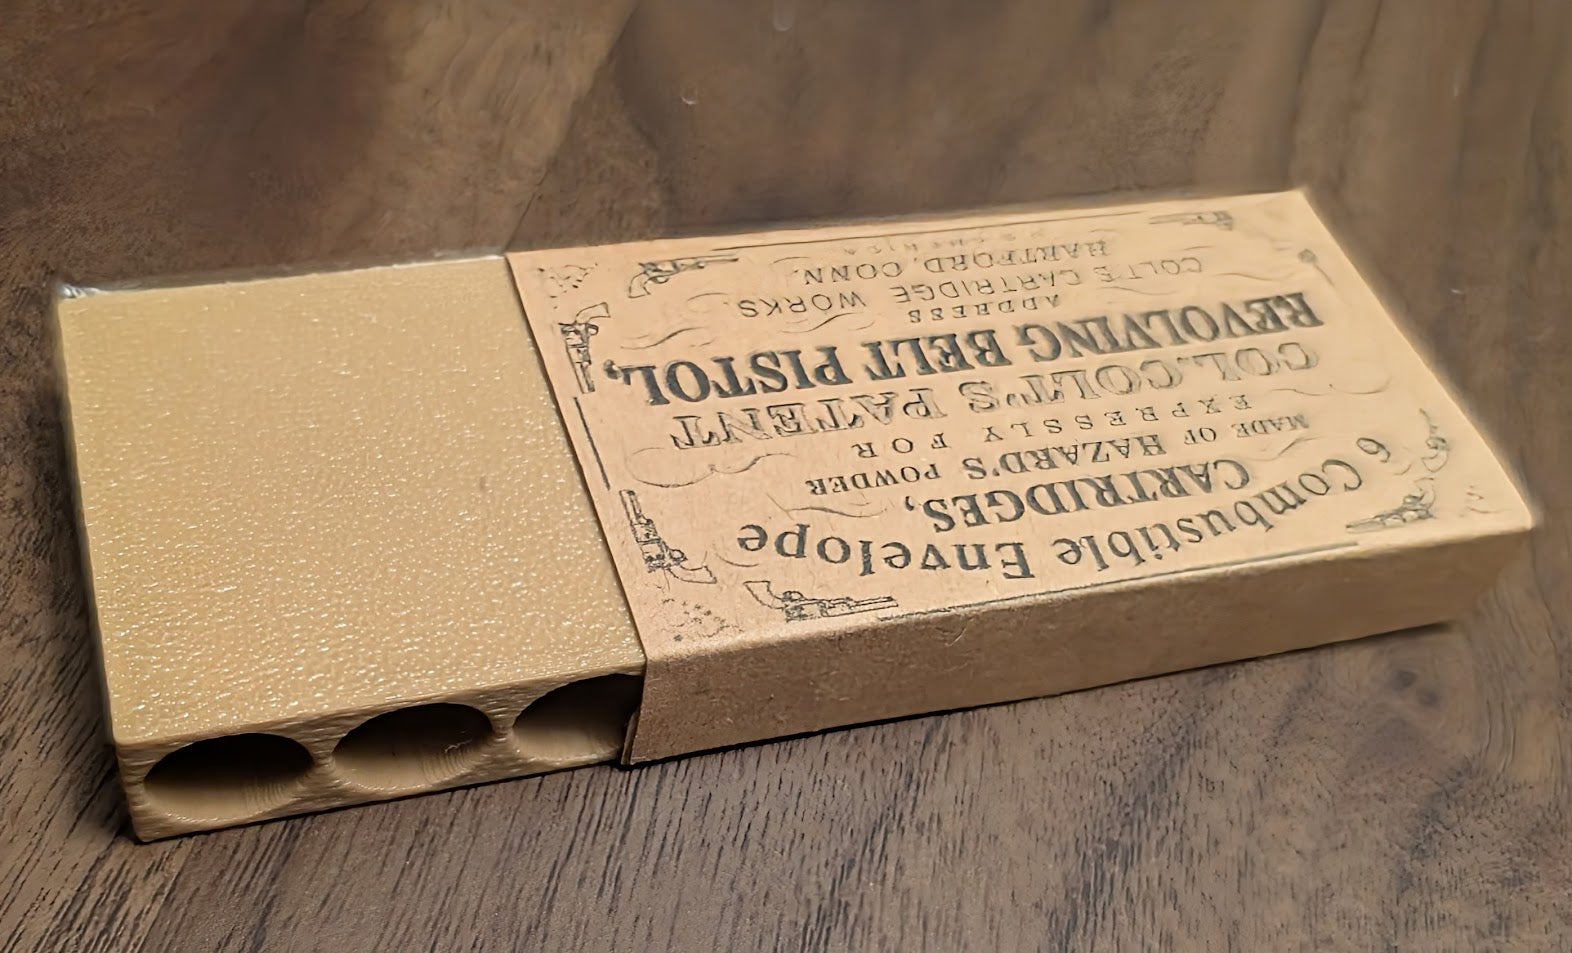 6 Combustible Envelope
CARTRIDGES,
MADE OF HAZARD'S POWDER
EXPRESSLY FOR
COL. COLT'S PATENT
REVOLVING BELT PISTOL,
ADDRESS
COLT'S CARTRIDGE WORKS.
HARTFORD, CONN.